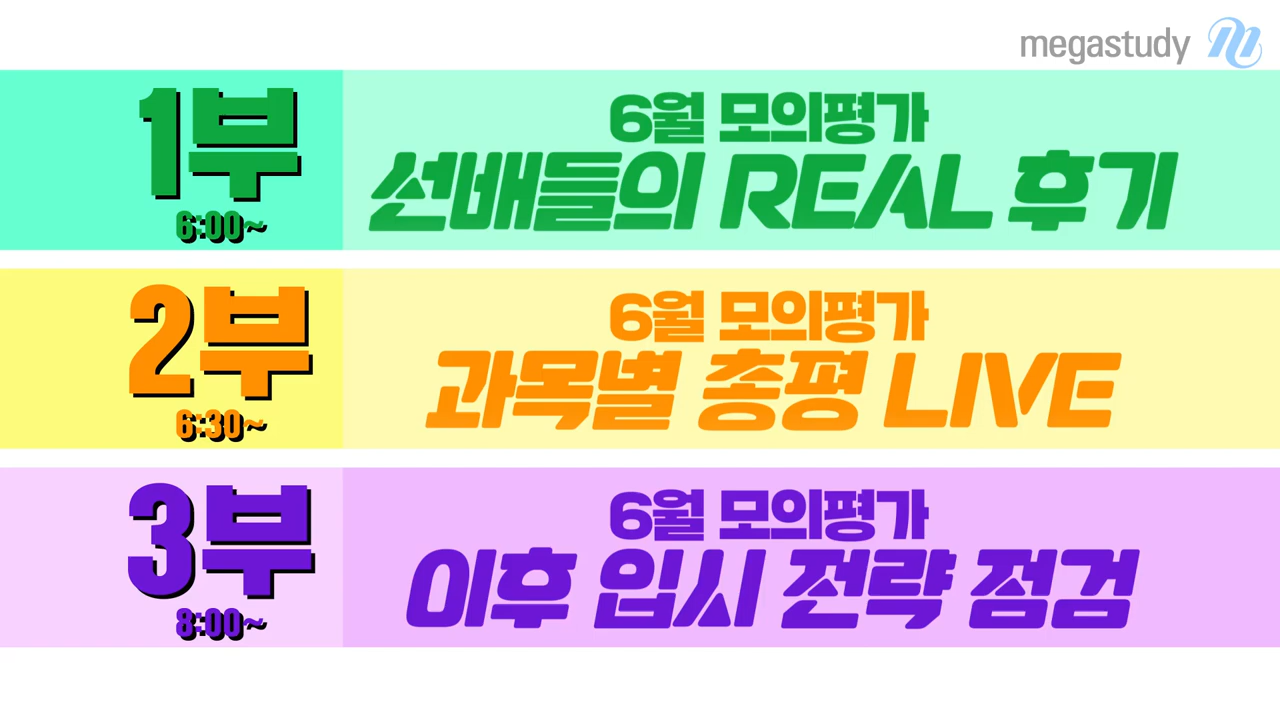 megastudy
1부
6:00~
6월 모의평가
선배들의 REAL 후기
2부
6:30~
6월 모의평가
과목별 총평 LIVE
3부
8:00~
6월 모의평가
이후 입시 전략 점검